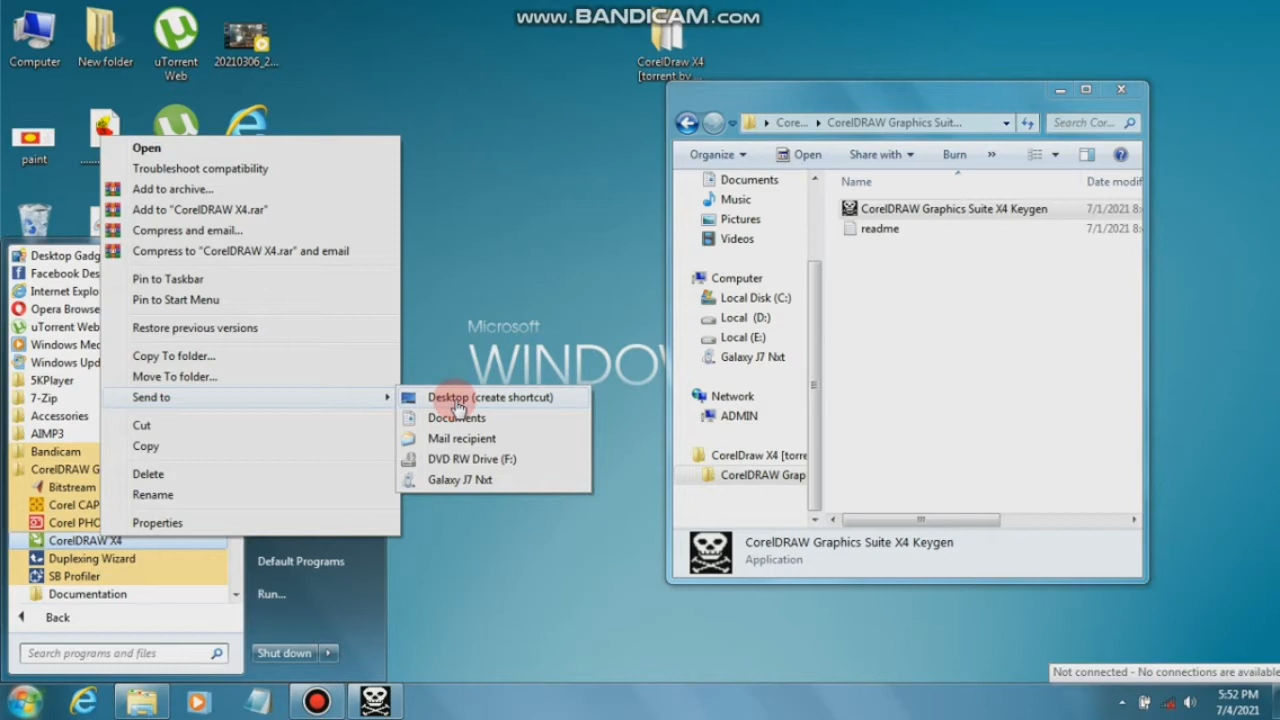 www.BANDICAM.com
Computer
New folder
uTorrent
Web
20210306_2...
CorelDraw X4
[torrent by ...
paint
Core...
CorelDRAW Graphics Suit...
Search Cor...
Organize
Open
Share with
Burn
»
Documents
Music
Pictures
Videos
Computer
Local Disk (C:)
Local (D:)
Local (E:)
Galaxy J7 Nxt
Network
ADMIN
CorelDraw X4 [torre
CorelDRAW Grap
Name
Date modif
CorelDRAW Graphics Suite X4 Keygen
7/1/2021 8:
readme
7/1/2021 8:
CorelDRAW Graphics Suite X4 Keygen
Application
Open
Troubleshoot compatibility
Add to archive...
Add to "CorelDRAW X4.rar"
Compress and email...
Compress to "CorelDRAW X4.rar" and email
Pin to Taskbar
Pin to Start Menu
Restore previous versions
Copy To folder...
Move To folder...
Send to
Cut
Copy
Delete
Rename
Properties
Desktop (create shortcut)
Documents
Mail recipient
DVD RW Drive (F:)
Galaxy J7 Nxt
Microsoft
WINDO
Desktop Gadg
Facebook Des
Internet Explo
Opera Browse
uTorrent Web
Windows Med
Windows Upd
5KPlayer
7-Zip
Accessories
AIMP3
Bandicam
CorelDRAW G
Bitstream
Corel CAP
Corel PHO
CorelDRAW X4
Duplexing Wizard
SB Profiler
Documentation
Back
Search programs and files
Default Programs
Run...
Shut down
Not connected - No connections are available
5:52 PM
7/4/2021